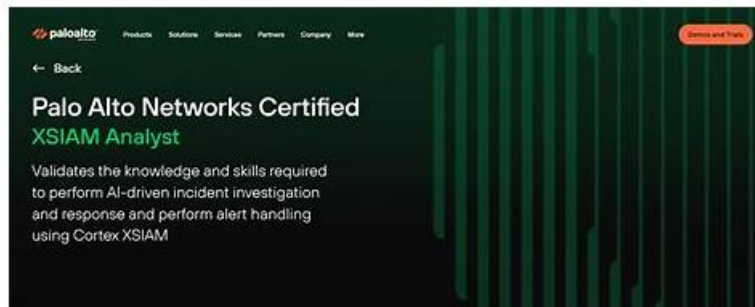 paloalto
Products Solutions Services Partners Company More
Demos and Trials
← Back
Palo Alto Networks Certified
XSIAM Analyst
Validates the knowledge and skills required
to perform AI-driven incident investigation
and response and perform alert handling
using Cortex XSIAM